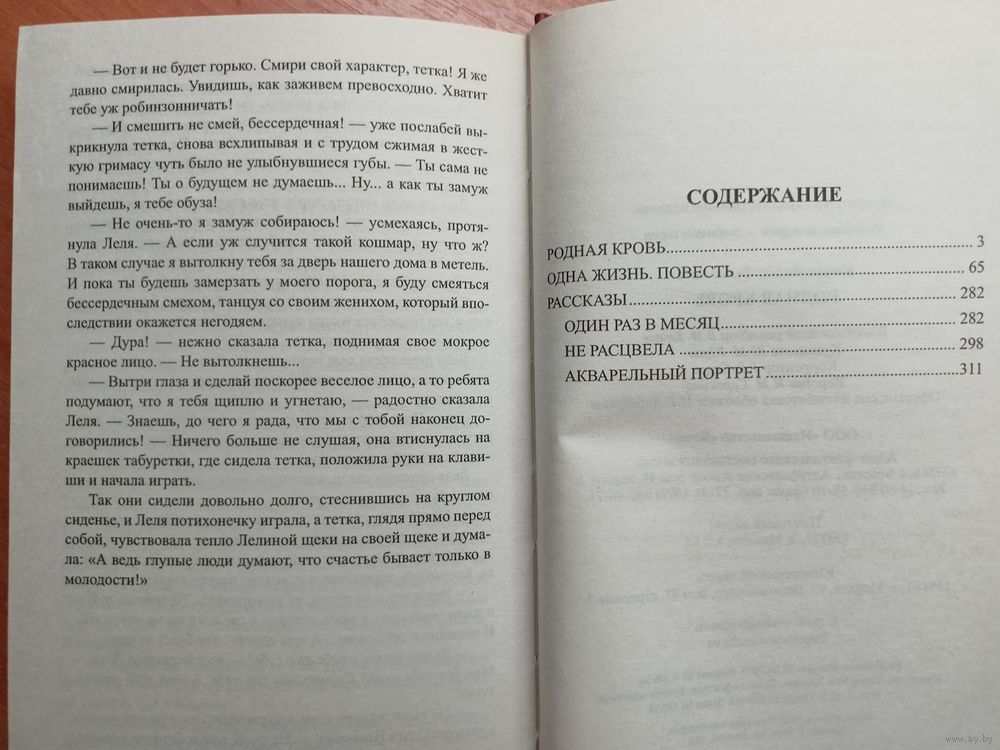 — Вот и не будет горько. Смири свой характер, тетка! Я же
давно смирилась. Увидишь, как заживем превосходно. Хватит
тебе уж робинзонничать!
— И смешить не смей, бессердечная! — уже послабей вы-
крикнула тетка, снова всхлипывая и с трудом сжимая в жест-
кую гримасу чуть было не улыбнувшиеся губы. — Ты сама не
понимаешь! Ты о будущем не думаешь... Ну... а как ты замуж
выйдешь, я тебе обуза!
— Не очень-то я замуж собираюсь! — усмехаясь, протя-
нула Леля. — А если уж случится такой кошмар, ну что ж?
В таком случае я вытолкну тебя за дверь нашего дома в метель.
И пока ты будешь замерзать у моего порога, я буду смеяться
бессердечным смехом, танцуя со своим женихом, который впо-
следствии окажется негодяем.
— Дура! — нежно сказала тетка, поднимая свое мокрое
красное лицо. — Не вытолкнешь...
— Вытри глаза и сделай поскорее веселое лицо, а то ребята
подумают, что я тебя щиплю и угнетаю, — радостно сказала
Леля. — Знаешь, до чего я рада, что мы с тобой наконец до-
говорились! — Ничего больше не слушая, она втиснулась на
краешек табуретки, где сидела тетка, положила руки на клави-
ши и начала играть.
Так они сидели довольно долго, стеснившись на круглом
сиденье, и Леля потихонечку играла, а тетка, глядя прямо перед
собой, чувствовала тепло Лелиной щеки на своей щеке и дума-
ла: «А ведь глупые люди думают, что счастье бывает только в
молодости!»
СОДЕРЖАНИЕ
РОДНАЯ КРОВЬ.......... 3
ОДНА ЖИЗНЬ. ПОВЕСТЬ .......... 65
РАССКАЗЫ .......... 282
ОДИН РАЗ В МЕСЯЦ.......... 282
НЕ РАСЦВЕЛА .......... 298
АКВАРЕЛЬНЫЙ ПОРТРЕТ..........311
www.ay.by